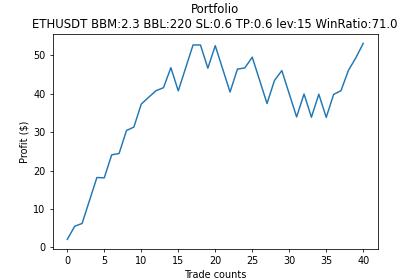 Portfolio
ETHUSDT BBM:2.3 BBL:220 SL:0.6 TP:0.6 lev:15 WinRatio:71.0
Profit ($)
50
40
30
20
10
0
0 5 10 15 20 25 30 35 40
Trade counts